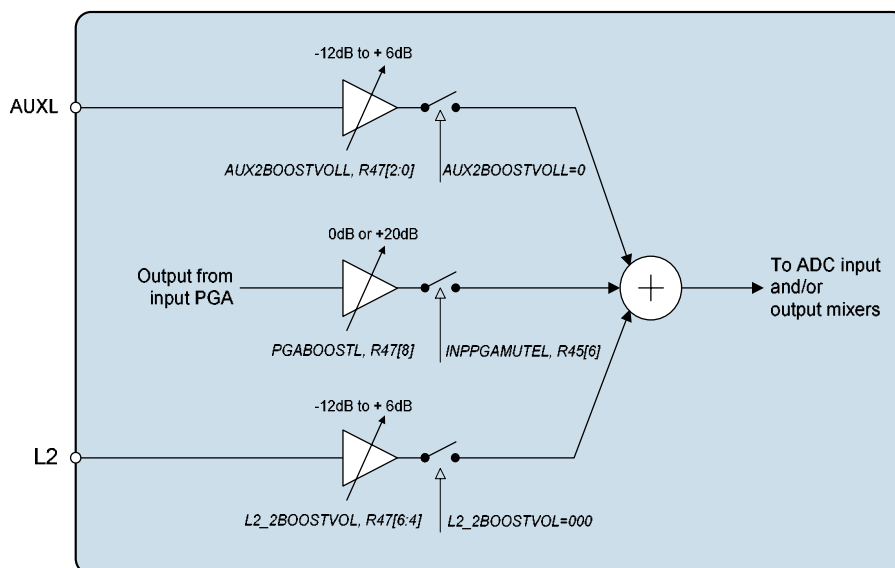 -12dB to + 6dB
AUXL
AUX2BOOSTVOLL, R47[2:0]
AUX2BOOSTVOLL=0
0dB or +20dB
Output from
input PGA
To ADC input
and/or
output mixers
PGABOOSTL, R47[8]
INPPGAMUTEL, R45[6]
-12dB to + 6dB
L2
L2_2BOOSTVOL, R47[6:4]
L2_2BOOSTVOL=000